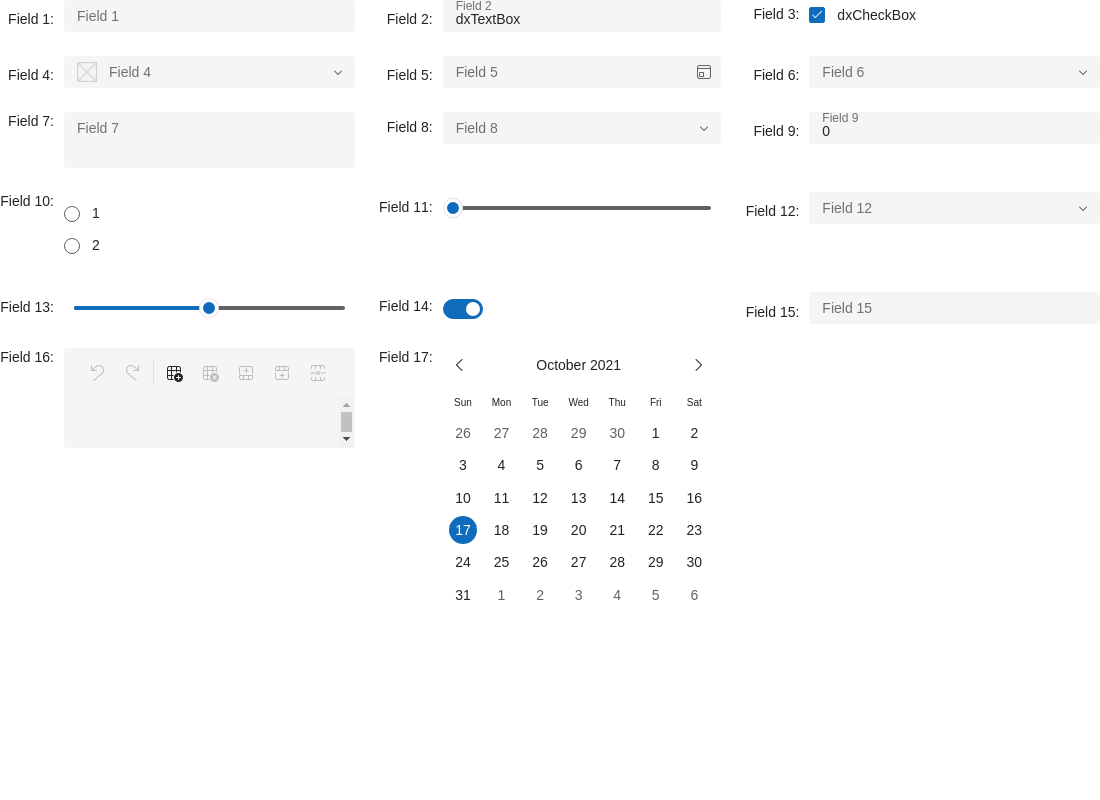 Field 1: Field 1
Field 2: Field 2
dxTextBox
Field 3: dxCheckBox
Field 4: Field 4
Field 5: Field 5
Field 6: Field 6
Field 7: Field 7
Field 8: Field 8
Field 9: Field 9
0
Field 10:
1
2
Field 11:
Field 12: Field 12
Field 13:
Field 14:
Field 15: Field 15
Field 16:
Field 17:
October 2021
Sun Mon Tue Wed Thu Fri Sat
26 27 28 29 30 1 2
3 4 5 6 7 8 9
10 11 12 13 14 15 16
17 18 19 20 21 22 23
24 25 26 27 28 29 30
31 1 2 3 4 5 6